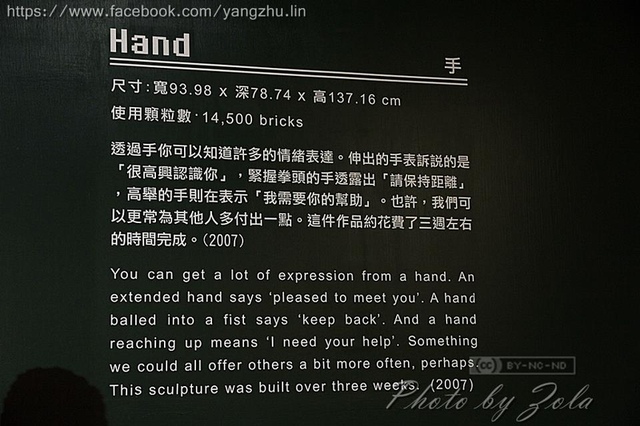 https://www.facebook.com/yangzhu.lin
Hand
手
尺寸:寬93.98 x 深78.74 x 高137.16 cm
使用顆粒數·14,500 bricks
透過手你可以知道許多的情緒表達。伸出的手表訴説的是
「很高興認識你」,緊握拳頭的手透露出「請保持距離」
,高舉的手則在表示「我需要你的幫助」。也許,我們可
以更常為其他人多付出一點。這件作品約花費了三週左右
的時間完成。(2007)
You can get a lot of expression from a hand. An
extended hand says ‘pleased to meet you’. A hand
balled into a fist says ‘keep back’. And a hand
reaching up means ‘I need your help’. Something
we could all offer others a bit more often, perhaps.
This sculpture was built over three weeks. (2007)
cc BY-NC-ND
Photo by Zola